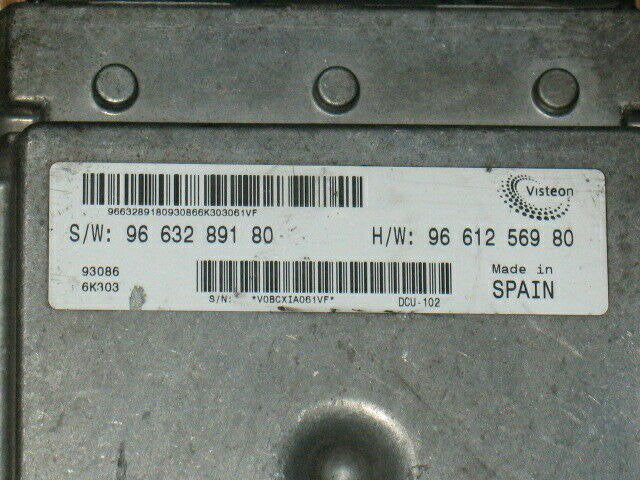 Visteon
9663289180930866K303061VF
S/W: 96 632 891 80
H/W: 96 612 569 80
93086
6K303
S/N: *V0BCXIA061VF*
DCU-102
Made in
SPAIN